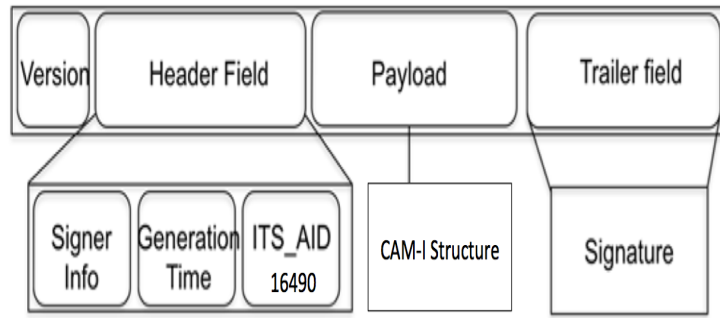 Version
Header Field
Payload
Trailer field
Signer
Info
Generation
Time
ITS_AID
16490
CAM-I Structure
Signature